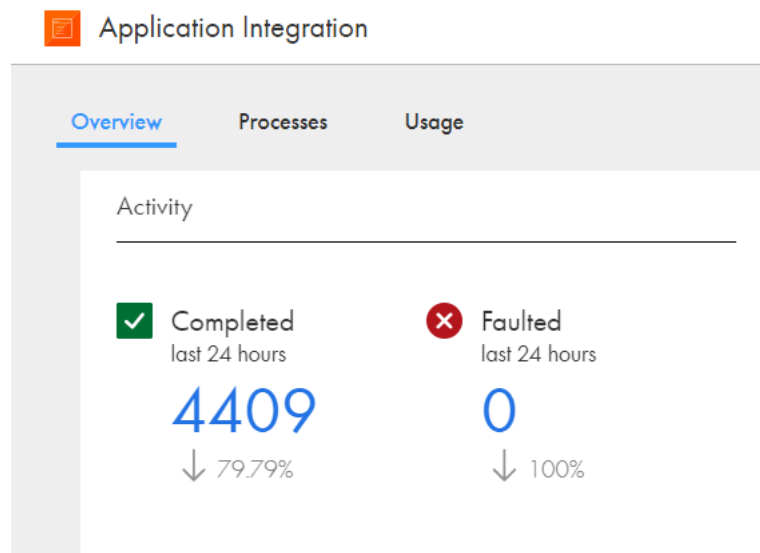 Application Integration
Overview Processes Usage
Activity
Completed
last 24 hours
4409
↓ 79.79%
Faulted
last 24 hours
0
↓ 100%